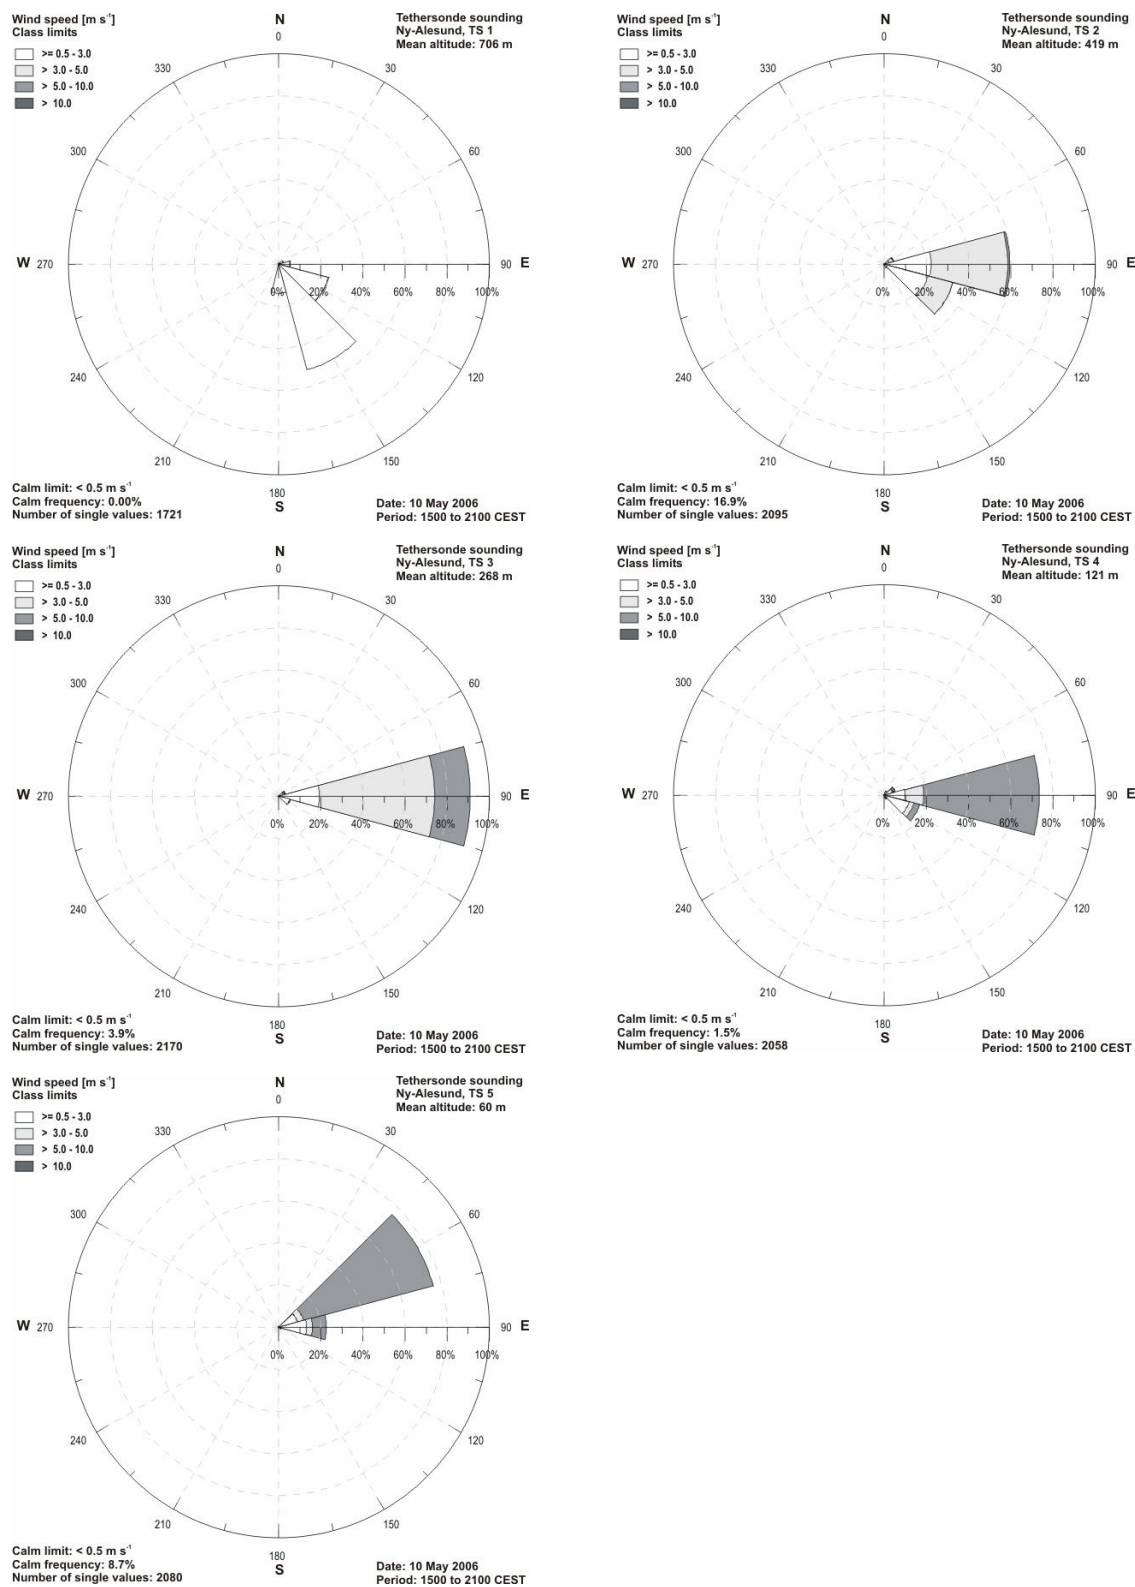 Wind speed [m s⁻¹]
Class limits
>= 0.5 - 3.0
> 3.0 - 5.0
> 5.0 - 10.0
> 10.0
Tethersonde sounding
Ny-Alesund, TS 1
Mean altitude: 706 m
N
0
30
60
90 E
120
150
180
S
210
240
W 270
300
330
0% 20% 40% 60% 80% 100%
Calm limit: < 0.5 m s⁻¹
Calm frequency: 0.00%
Number of single values: 1721
Date: 10 May 2006
Period: 1500 to 2100 CEST
Wind speed [m s⁻¹]
Class limits
>= 0.5 - 3.0
> 3.0 - 5.0
> 5.0 - 10.0
> 10.0
Tethersonde sounding
Ny-Alesund, TS 2
Mean altitude: 419 m
N
0
30
60
90 E
120
150
180
S
210
240
W 270
300
330
0% 20% 40% 60% 80% 100%
Calm limit: < 0.5 m s⁻¹
Calm frequency: 16.9%
Number of single values: 2095
Date: 10 May 2006
Period: 1500 to 2100 CEST
Wind speed [m s⁻¹]
Class limits
>= 0.5 - 3.0
> 3.0 - 5.0
> 5.0 - 10.0
> 10.0
Tethersonde sounding
Ny-Alesund, TS 3
Mean altitude: 268 m
N
0
30
60
90 E
120
150
180
S
210
240
W 270
300
330
0% 20% 40% 60% 80% 100%
Calm limit: < 0.5 m s⁻¹
Calm frequency: 3.9%
Number of single values: 2170
Date: 10 May 2006
Period: 1500 to 2100 CEST
Wind speed [m s⁻¹]
Class limits
>= 0.5 - 3.0
> 3.0 - 5.0
> 5.0 - 10.0
> 10.0
Tethersonde sounding
Ny-Alesund, TS 4
Mean altitude: 121 m
N
0
30
60
90 E
120
150
180
S
210
240
W 270
300
330
0% 20% 40% 60% 80% 100%
Calm limit: < 0.5 m s⁻¹
Calm frequency: 1.5%
Number of single values: 2058
Date: 10 May 2006
Period: 1500 to 2100 CEST
Wind speed [m s⁻¹]
Class limits
>= 0.5 - 3.0
> 3.0 - 5.0
> 5.0 - 10.0
> 10.0
Tethersonde sounding
Ny-Alesund, TS 5
Mean altitude: 60 m
N
0
30
60
90 E
120
150
180
S
210
240
W 270
300
330
0% 20% 40% 60% 80% 100%
Calm limit: < 0.5 m s⁻¹
Calm frequency: 8.7%
Number of single values: 2080
Date: 10 May 2006
Period: 1500 to 2100 CEST